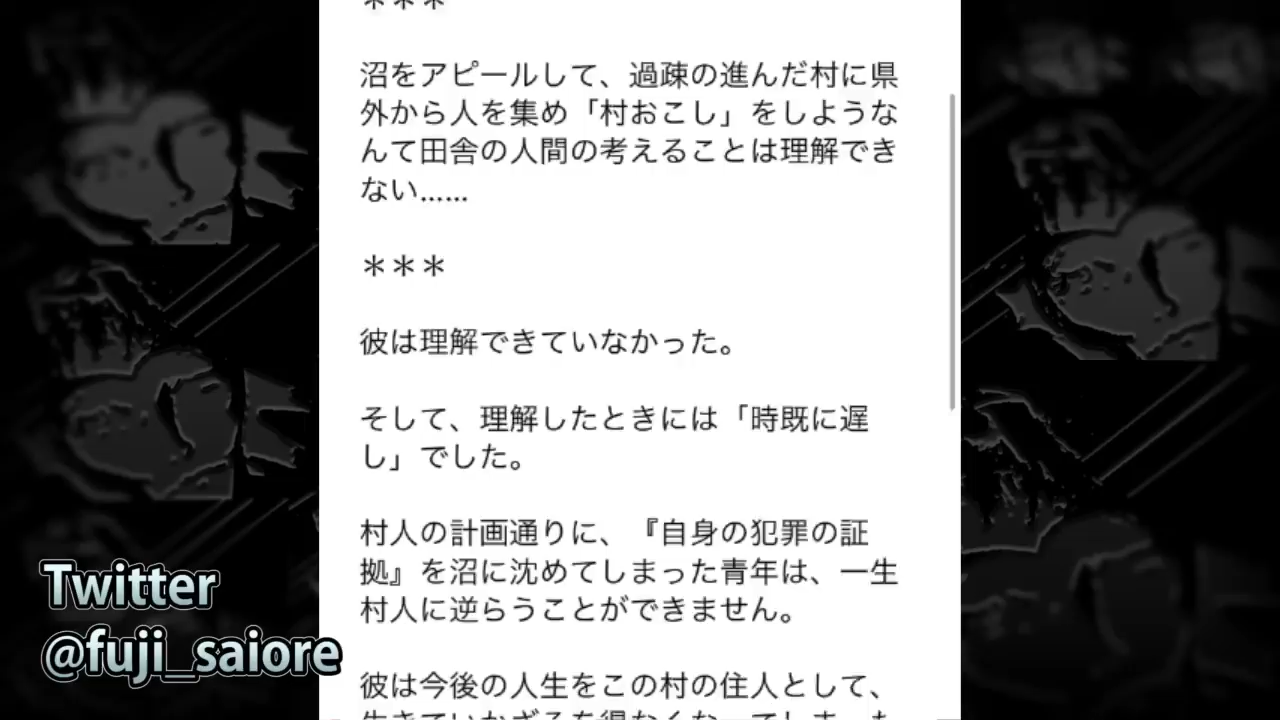 ***
沼をアピールして、過疎の進んだ村に県
外から人を集め「村おこし」をしような
んて田舎の人間の考えることは理解でき
ない……
***
彼は理解できていなかった。
そして、理解したときには「時既に遅
し」でした。
村人の計画通りに、『自身の犯罪の証
拠』を沼に沈めてしまった青年は、一生
村人に逆らうことができません。
彼は今後の人生をこの村の住人として、
Twitter
@fuji_saiore